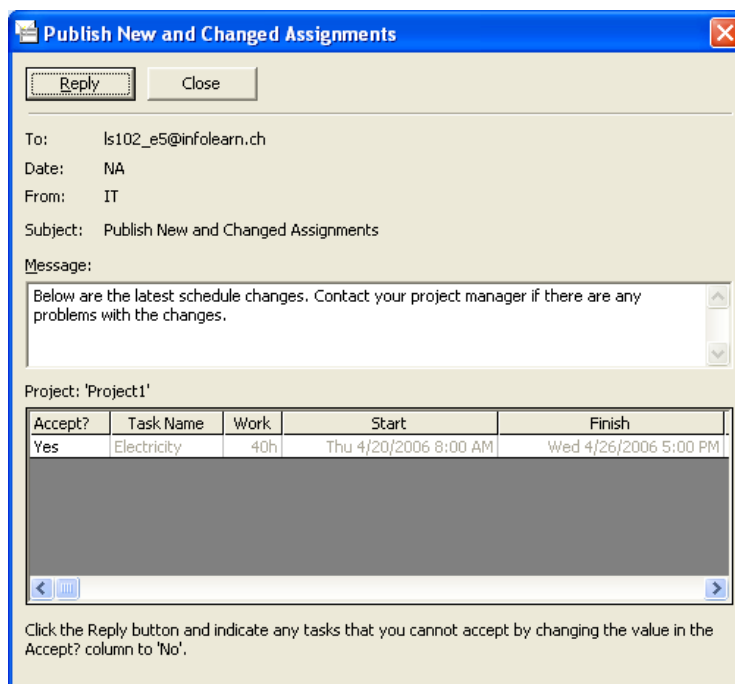 Publish New and Changed Assignments
Reply Close
To: ls102_e5@infolearn.ch
Date: NA
From: IT
Subject: Publish New and Changed Assignments
Message:
Below are the latest schedule changes. Contact your project manager if there are any
problems with the changes.
Project: 'Project1'
Accept? Task Name Work Start Finish
Yes Electricity 40h Thu 4/20/2006 8:00 AM Wed 4/26/2006 5:00 PM
Click the Reply button and indicate any tasks that you cannot accept by changing the value in the
Accept? column to 'No'.